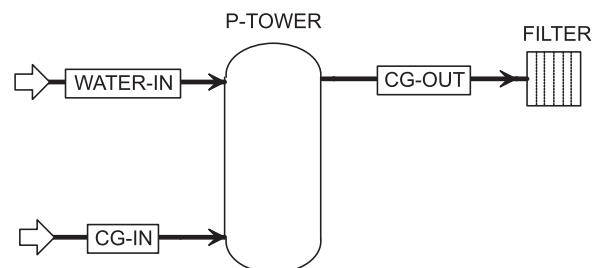 P-TOWER
FILTER
WATER-IN
CG-OUT
CG-IN